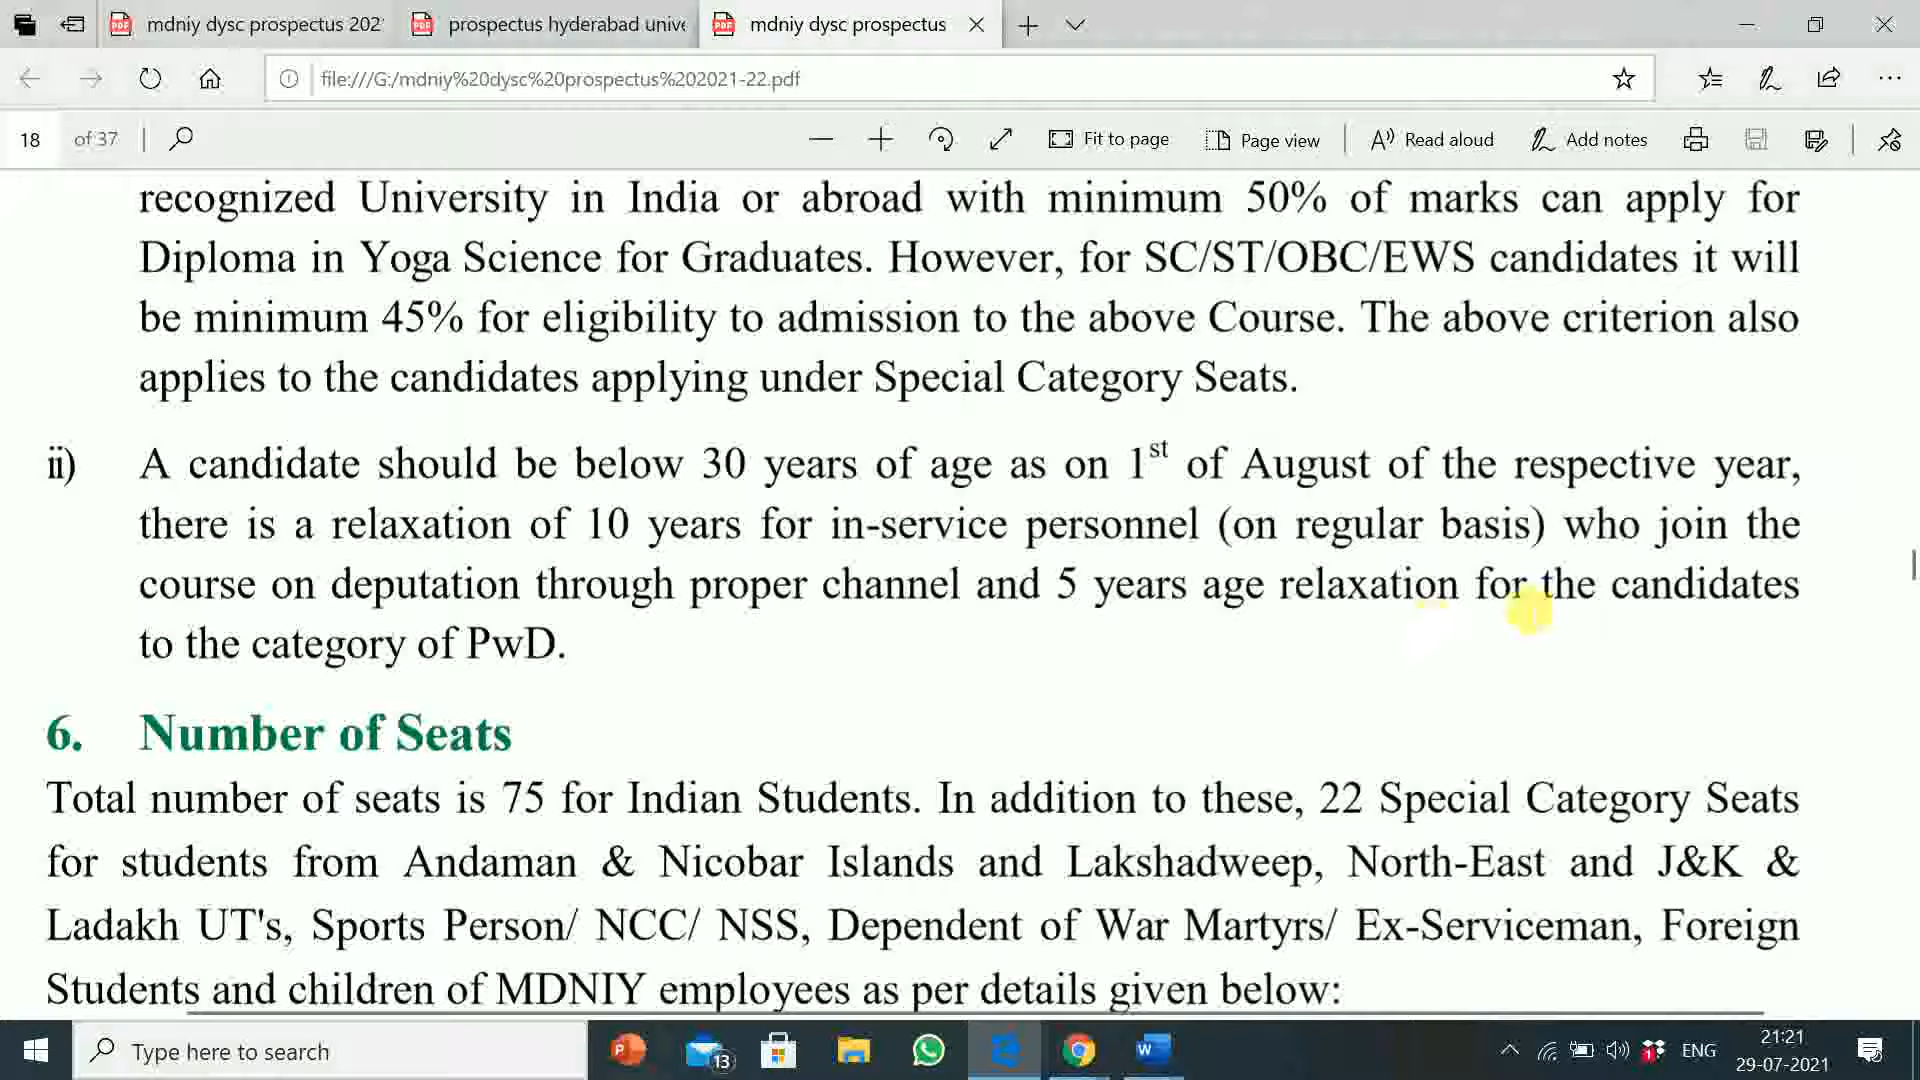 mdniy dysc prospectus 202
prospectus hyderabad unive
mdniy dysc prospectus
file:///G:/mdniy%20dysc%20prospectus%202021-22.pdf
18 of 37 Fit to page Page view Read aloud Add notes
recognized University in India or abroad with minimum 50% of marks can apply for
Diploma in Yoga Science for Graduates. However, for SC/ST/OBC/EWS candidates it will
be minimum 45% for eligibility to admission to the above Course. The above criterion also
applies to the candidates applying under Special Category Seats.
ii) A candidate should be below 30 years of age as on 1st of August of the respective year,
there is a relaxation of 10 years for in-service personnel (on regular basis) who join the
course on deputation through proper channel and 5 years age relaxation for the candidates
to the category of PwD.
6. Number of Seats
Total number of seats is 75 for Indian Students. In addition to these, 22 Special Category Seats
for students from Andaman & Nicobar Islands and Lakshadweep, North-East and J&K &
Ladakh UT's, Sports Person/ NCC/ NSS, Dependent of War Martyrs/ Ex-Serviceman, Foreign
Students and children of MDNIY employees as per details given below:
Type here to search
13
ENG
21:21
29-07-2021